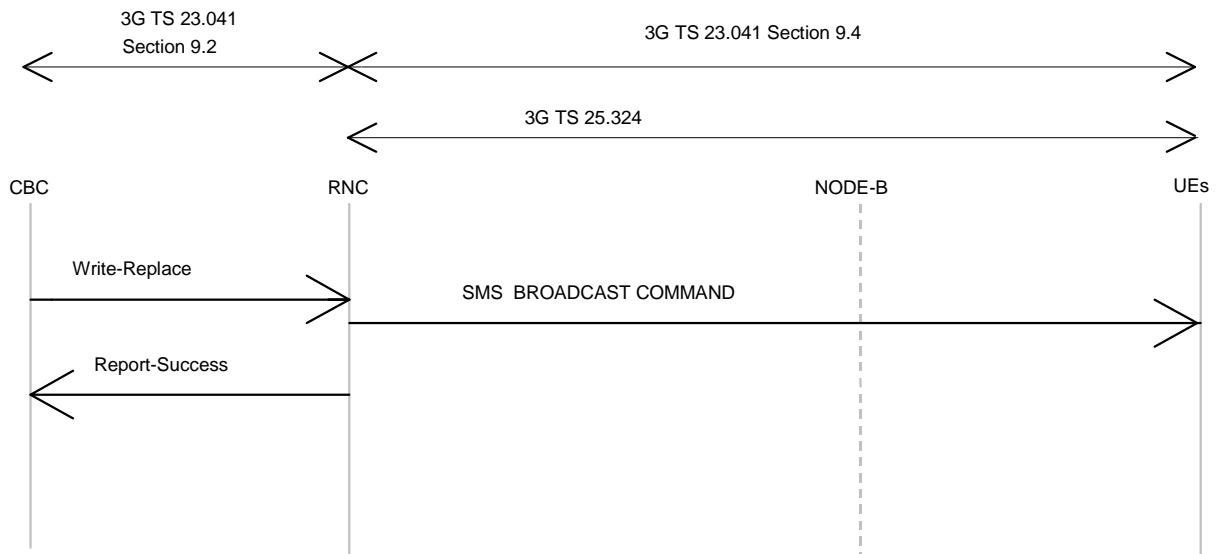 3G TS 23.041
Section 9.2
3G TS 23.041 Section 9.4
3G TS 25.324
CBC
RNC
NODE-B
UEs
Write-Replace
SMS BROADCAST COMMAND
Report-Success